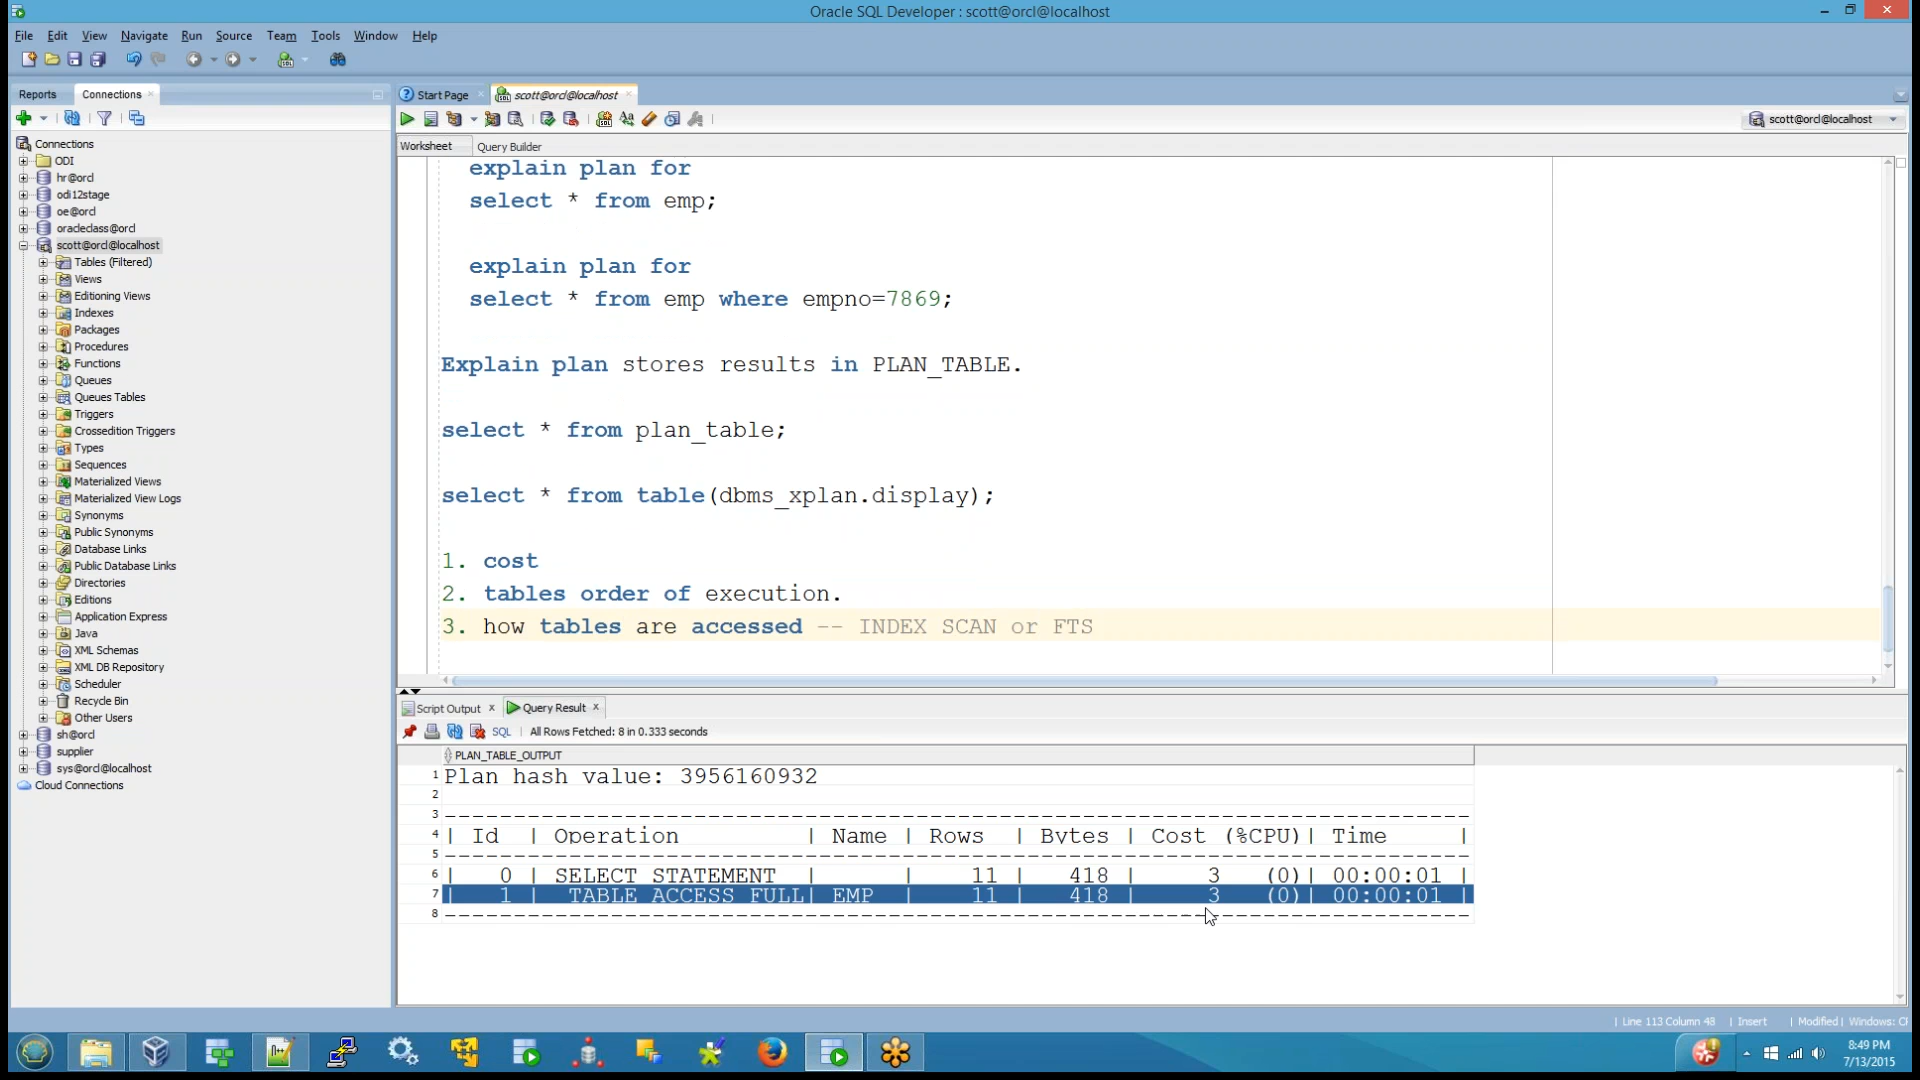 Oracle SQL Developer : scott@orcl@localhost
File Edit View Navigate Run Source Team Tools Window Help
Reports Connections
Start Page scott@orcl@localhost
scott@orcl@localhost
Worksheet Query Builder
Connections
ODI
hr@orcl
odi12stage
oe@orcl
oracleclass@orcl
scott@orcl@localhost
Tables (Filtered)
Views
Editioning Views
Indexes
Packages
Procedures
Functions
Queues
Queues Tables
Triggers
Crossedition Triggers
Types
Sequences
Materialized Views
Materialized View Logs
Synonyms
Public Synonyms
Database Links
Public Database Links
Directories
Editions
Application Express
Java
XML Schemas
XML DB Repository
Scheduler
Recycle Bin
Other Users
sh@orcl
supplier
sys@orcl@localhost
Cloud Connections
explain plan for
select * from emp;
explain plan for
select * from emp where empno=7869;
Explain plan stores results in PLAN_TABLE.
select * from plan_table;
select * from table(dbms_xplan.display);
1. cost
2. tables order of execution.
3. how tables are accessed -- INDEX SCAN or FTS
Script Output Query Result
SQL | All Rows Fetched: 8 in 0.333 seconds
PLAN_TABLE_OUTPUT
1 Plan hash value: 3956160932
2
3 --------------------------------------------------------------------------
4 | Id | Operation | Name | Rows | Bytes | Cost (%CPU)| Time |
5 --------------------------------------------------------------------------
6 | 0 | SELECT STATEMENT | | 11 | 418 | 3 (0)| 00:00:01 |
7 | 1 | TABLE ACCESS FULL| EMP | 11 | 418 | 3 (0)| 00:00:01 |
8 --------------------------------------------------------------------------
| Line 113 Column 48 | Insert | Modified | Windows:
8:49 PM
7/13/2015